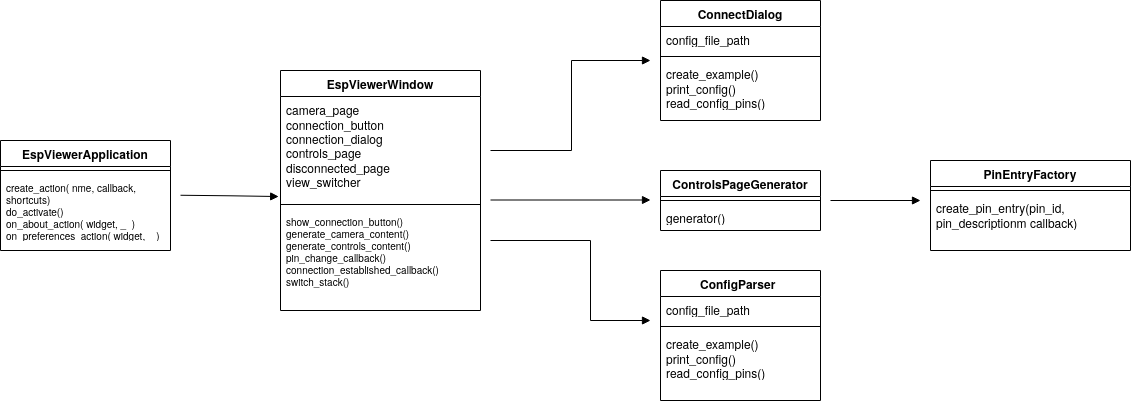 EspViewerApplication
create_action( nme, callback,
shortcuts)
do_activate()
on_about_action( widget, _ )
on_preferences_action( widget, _ )
EspViewerWindow
camera_page
connection_button
connection_dialog
controls_page
disconnected_page
view_switcher
show_connection_button()
generate_camera_content()
generate_controls_content()
pin_change_callback()
connection_established_callback()
switch_stack()
ConnectDialog
config_file_path
create_example()
print_config()
read_config_pins()
ControlsPageGenerator
generator()
ConfigParser
config_file_path
create_example()
print_config()
read_config_pins()
PinEntryFactory
create_pin_entry(pin_id,
pin_descriptionm callback)